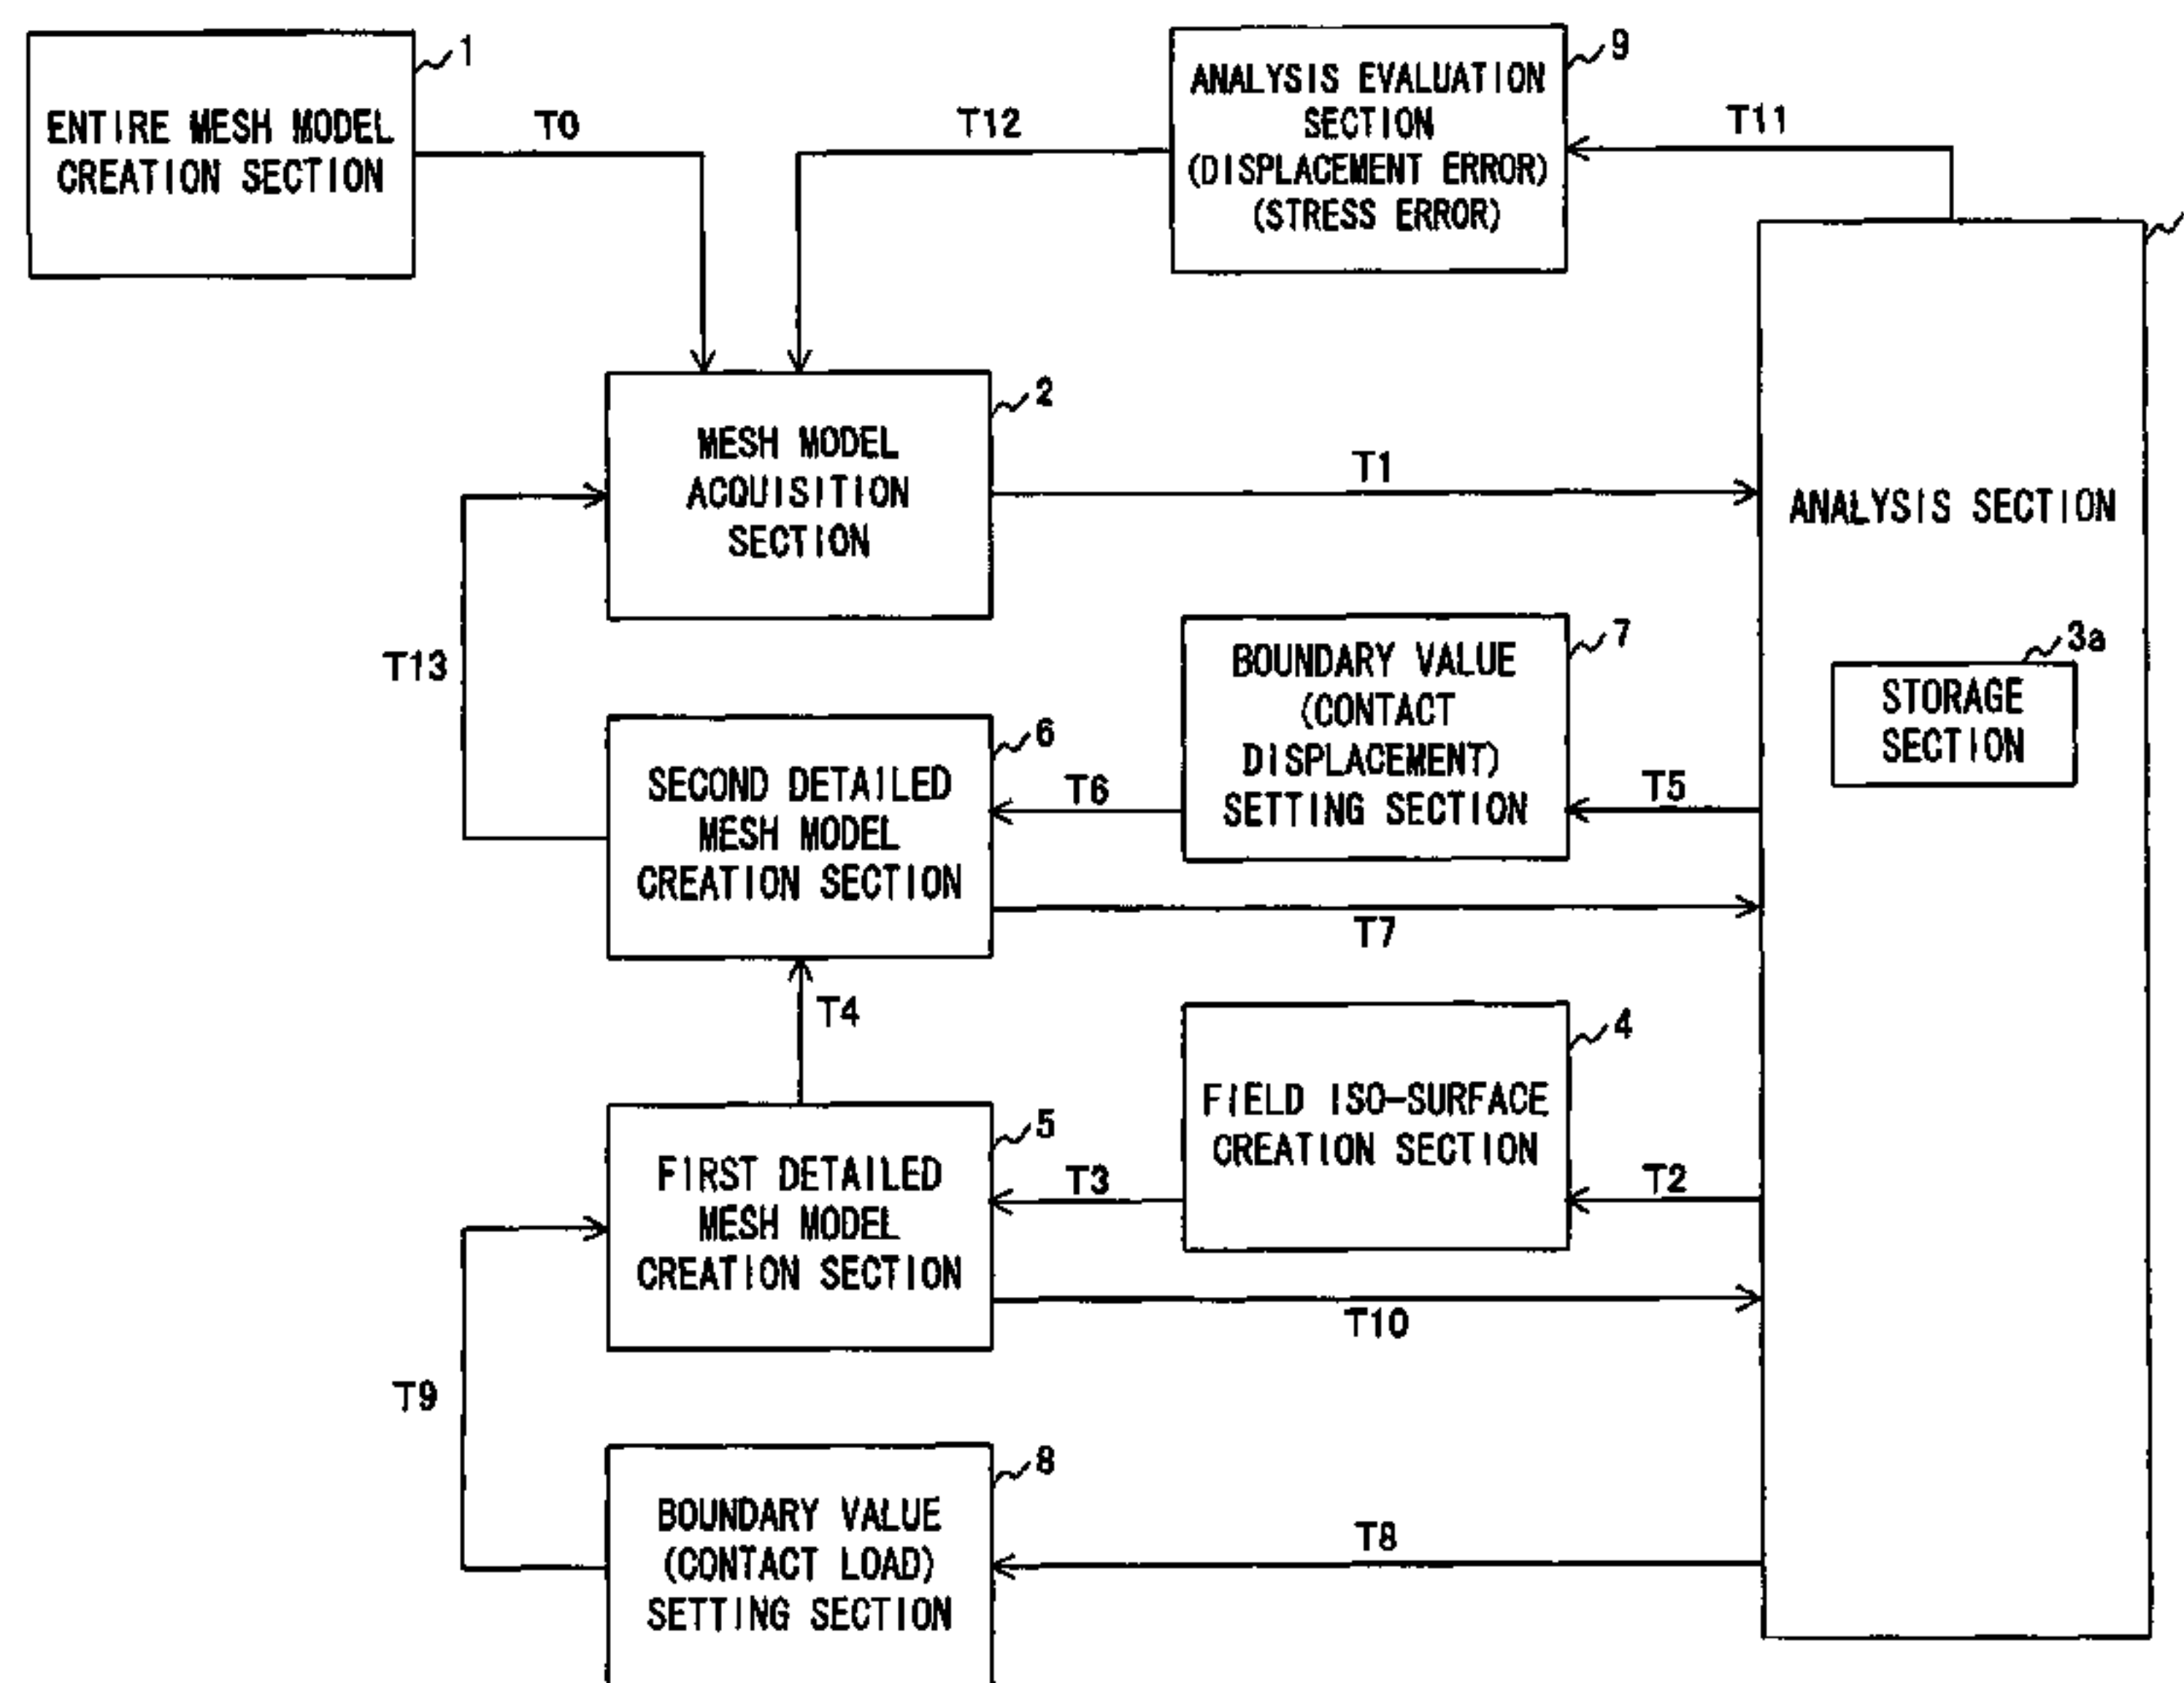 1
ENTIRE MESH MODEL
CREATION SECTION
T0
9
ANALYSIS EVALUATION
SECTION
(DISPLACEMENT ERROR)
(STRESS ERROR)
T12
T11
2
MESH MODEL
ACQUISITION
SECTION
T1
ANALYSIS SECTION
3a
STORAGE
SECTION
T13
7
BOUNDARY VALUE
(CONTACT
DISPLACEMENT)
SETTING SECTION
6
SECOND DETAILED
MESH MODEL
CREATION SECTION
T6
T5
T7
T4
4
FIELD ISO-SURFACE
CREATION SECTION
5
FIRST DETAILED
MESH MODEL
CREATION SECTION
T3
T2
T10
T9
8
BOUNDARY VALUE
(CONTACT LOAD)
SETTING SECTION
T8